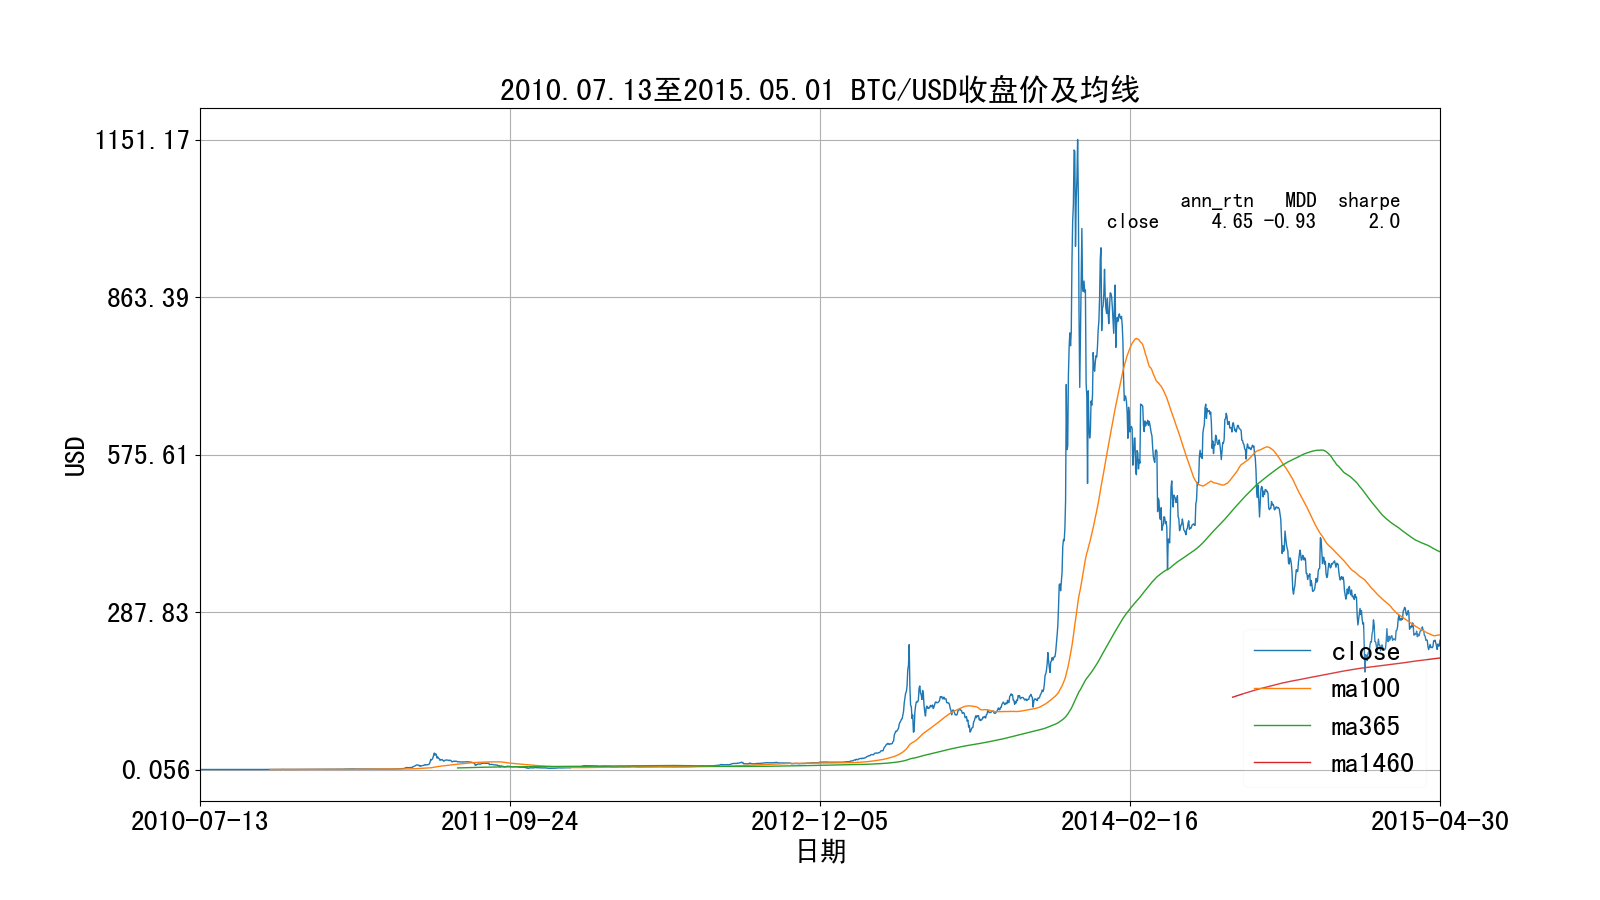 2010.07.13至2015.05.01 BTC/USD收盘价及均线
1151.17
863.39
575.61
287.83
0.056
USD
ann_rtn MDD sharpe
close 4.65 -0.93 2.0
close
ma100
ma365
ma1460
2010-07-13 2011-09-24 2012-12-05 2014-02-16 2015-04-30
日期